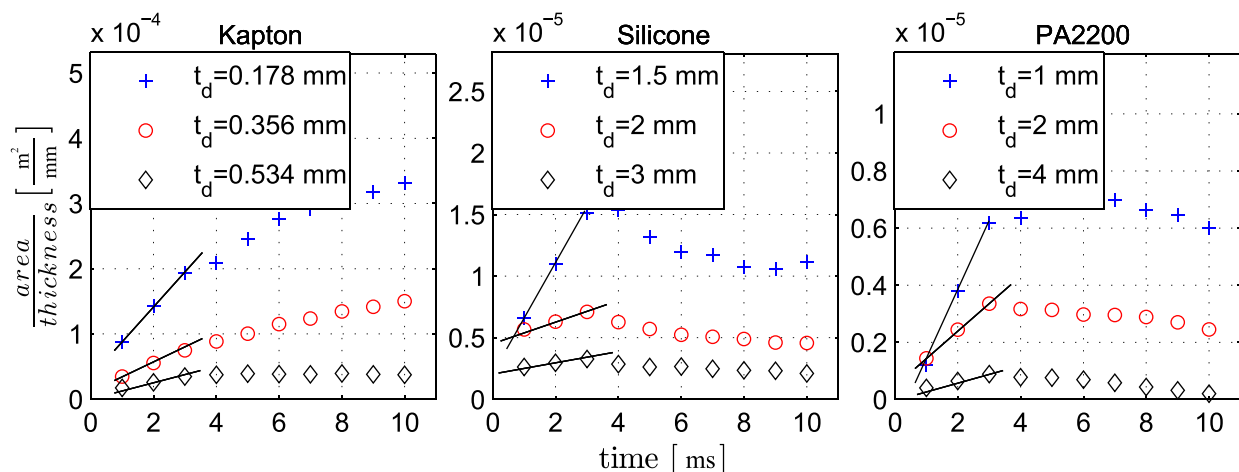 x 10⁻⁴
Kapton
t_d=0.178 mm
t_d=0.356 mm
t_d=0.534 mm
5
4
3
2
1
0
0 2 4 6 8 10
area/thickness [m²/mm]
x 10⁻⁵
Silicone
t_d=1.5 mm
t_d=2 mm
t_d=3 mm
2.5
2
1.5
1
0.5
0
0 2 4 6 8 10
time [ ms ]
x 10⁻⁵
PA2200
t_d=1 mm
t_d=2 mm
t_d=4 mm
1
0.8
0.6
0.4
0.2
0
0 2 4 6 8 10